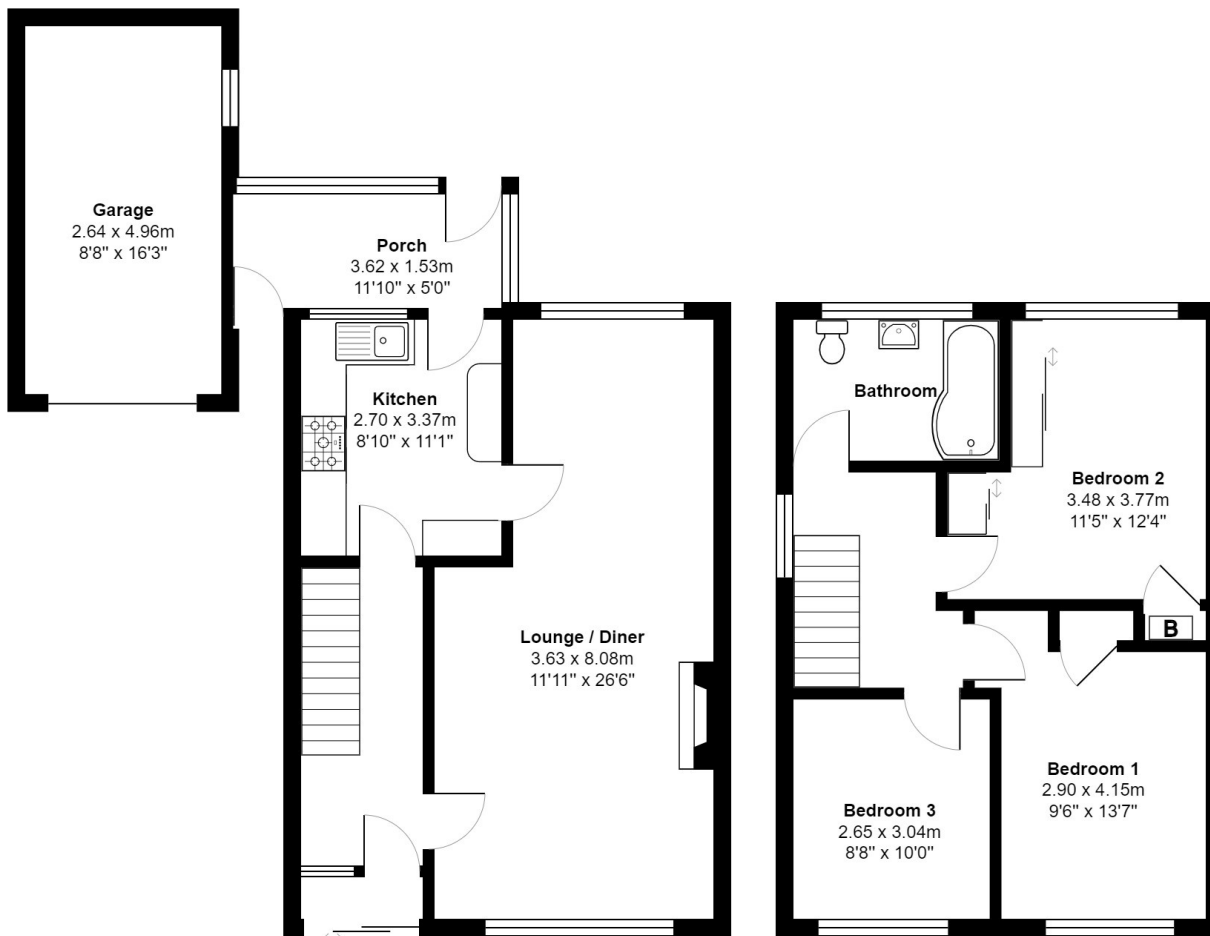 Garage
2.64 x 4.96m
8'8" x 16'3"
Porch
3.62 x 1.53m
11'10" x 5'0"
Kitchen
2.70 x 3.37m
8'10" x 11'1"
Lounge / Diner
3.63 x 8.08m
11'11" x 26'6"
Bathroom
Bedroom 2
3.48 x 3.77m
11'5" x 12'4"
B
Bedroom 1
2.90 x 4.15m
9'6" x 13'7"
Bedroom 3
2.65 x 3.04m
8'8" x 10'0"